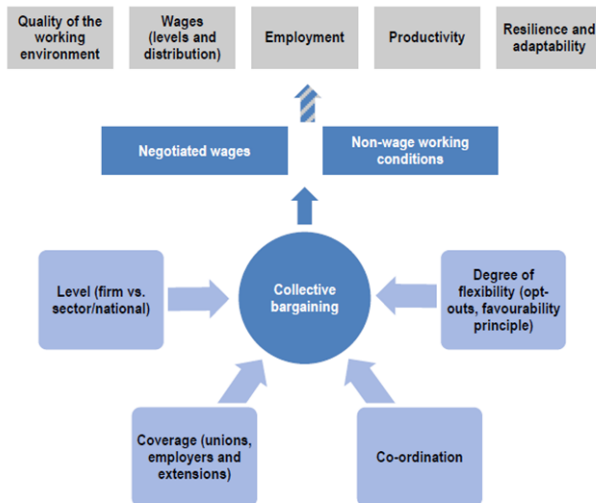 Quality of the
working
environment
Wages
(levels and
distribution)
Employment
Productivity
Resilience and
adaptability
Negotiated wages
Non-wage working
conditions
Level (firm vs.
sector/national)
Collective
bargaining
Degree of
flexibility (opt-
outs, favourability
principle)
Coverage (unions,
employers and
extensions)
Co-ordination